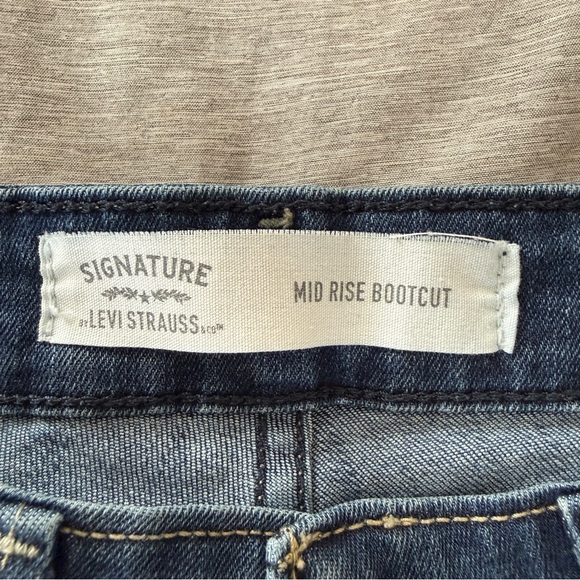 SIGNATURE
BY LEVI STRAUSS & CO™
MID RISE BOOTCUT